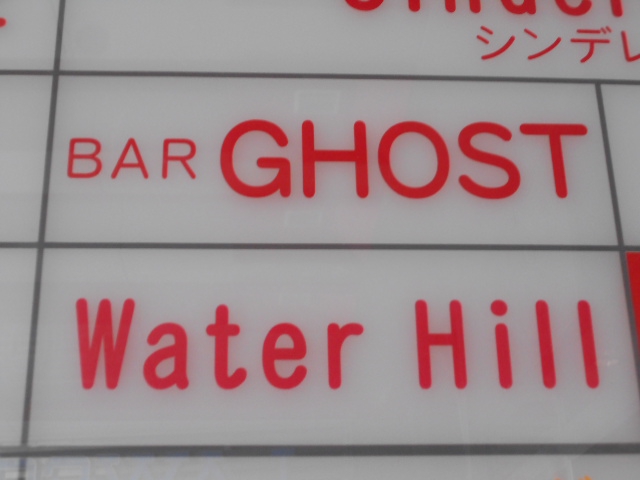 シンデレ
BAR GHOST
Water Hill